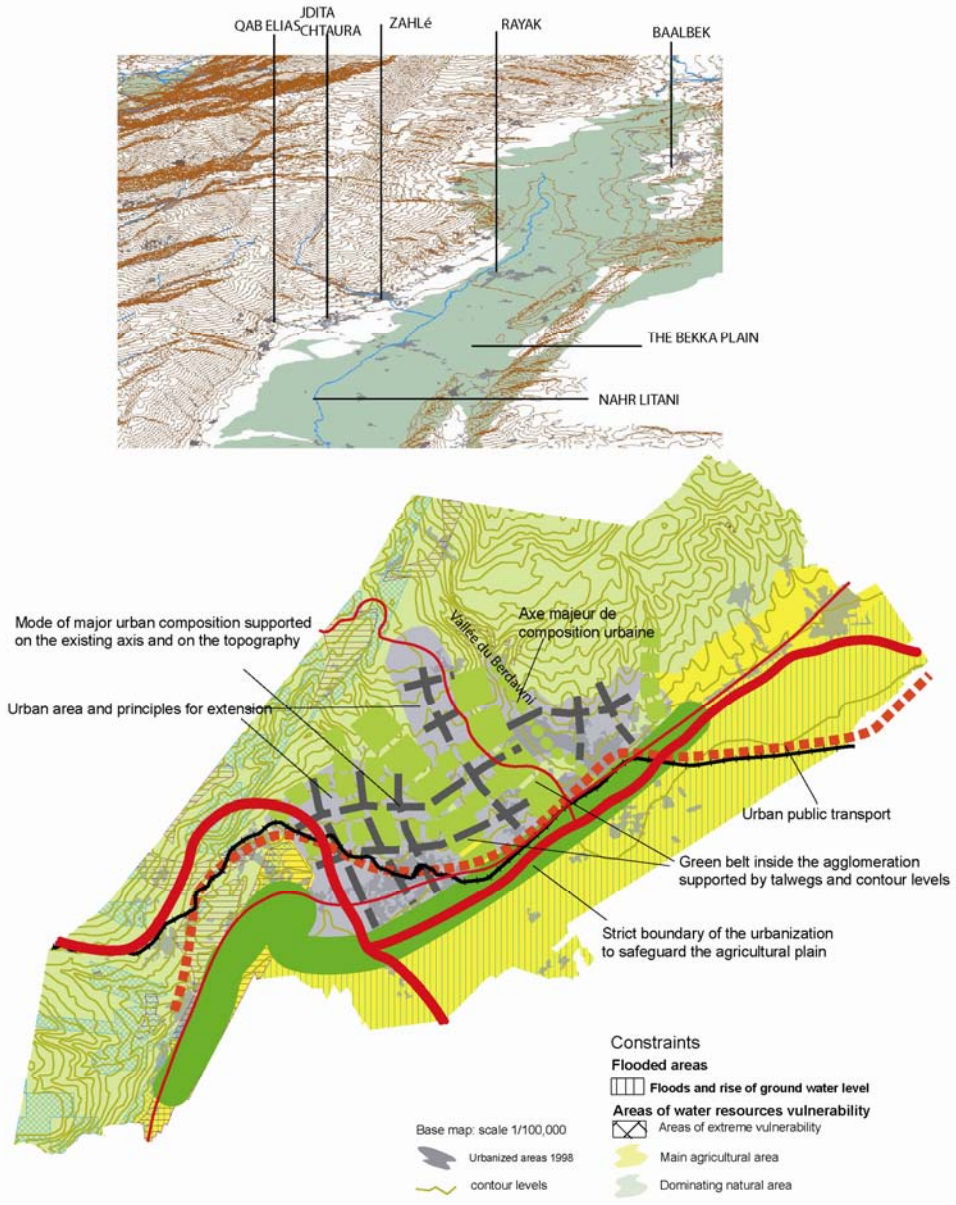 JDITA
QAB ELIAS
CHTAURA
ZAHLé
RAYAK
BAALBEK
THE BEKKA PLAIN
NAHR LITANI
Mode of major urban composition supported
on the existing axis and on the topography
Axe majeur de
composition urbaine
Vallée du Berdawni
Urban area and principles for extension
Urban public transport
Green belt inside the agglomeration
supported by talwegs and contour levels
Strict boundary of the urbanization
to safeguard the agricultural plain
Constraints
Flooded areas
Floods and rise of ground water level
Areas of water resources vulnerability
Areas of extreme vulnerability
Main agricultural area
Dominating natural area
Base map: scale 1/100,000
Urbanized areas 1998
contour levels